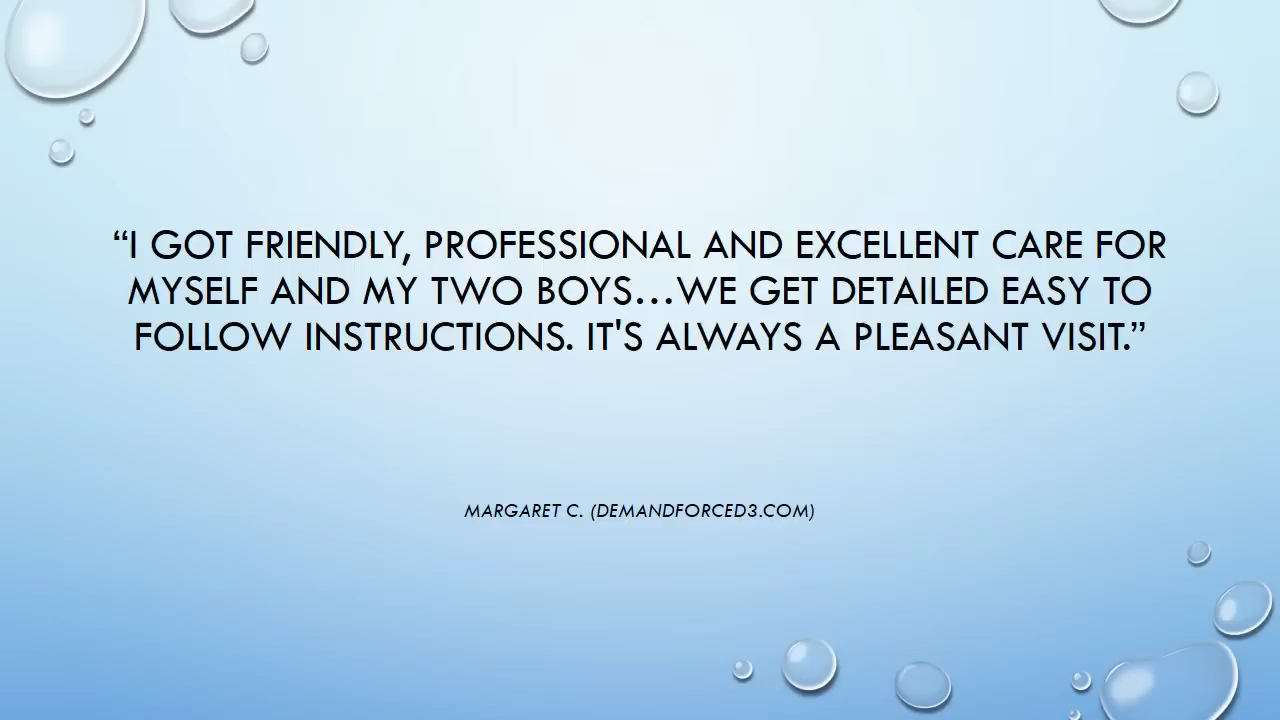 “I GOT FRIENDLY, PROFESSIONAL AND EXCELLENT CARE FOR
MYSELF AND MY TWO BOYS…WE GET DETAILED EASY TO
FOLLOW INSTRUCTIONS. IT'S ALWAYS A PLEASANT VISIT.”
MARGARET C. (DEMANDFORCED3.COM)